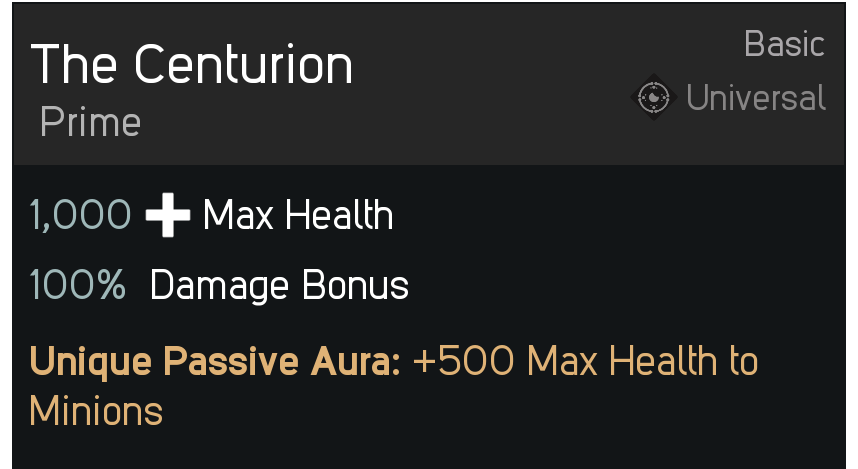 The Centurion
Basic
Prime
Universal
1,000 Max Health
100% Damage Bonus
Unique Passive Aura: +500 Max Health to
Minions